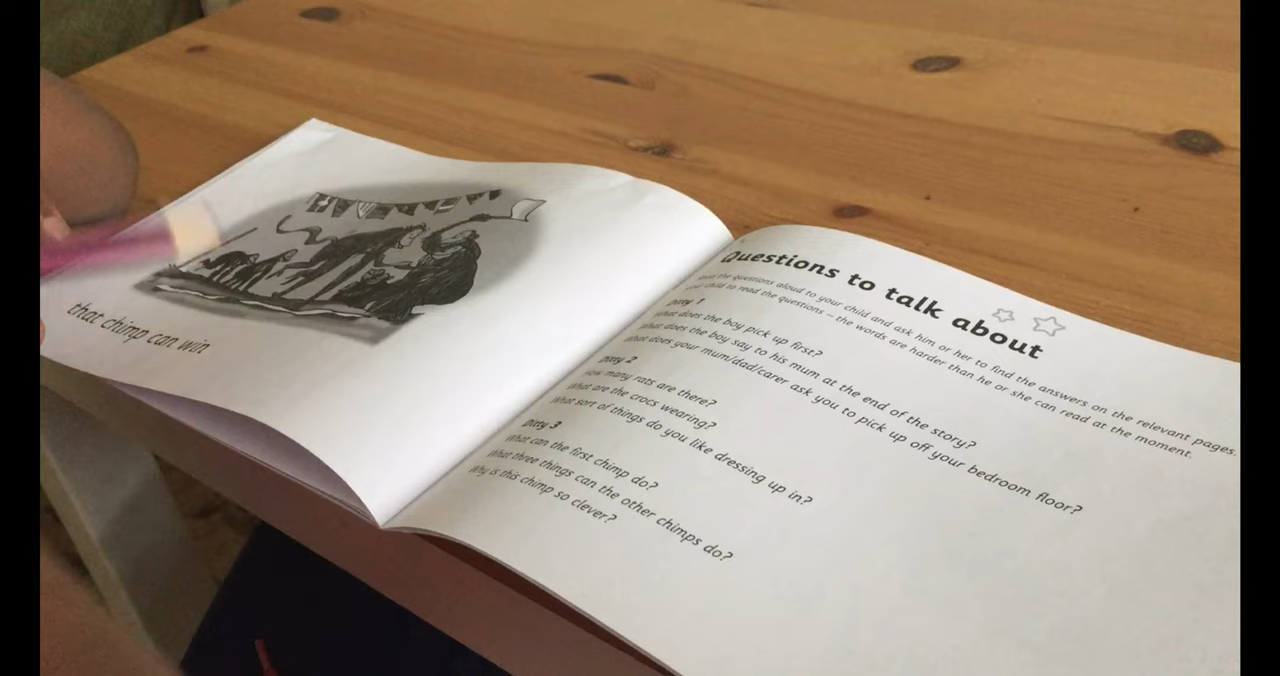 that chimp can win
Questions to talk about
Read the questions aloud to your child and ask him or her to find the answers on the relevant pages.
your child to read the questions – the words are harder than he or she can read at the moment.
Ditty 1
What does the boy pick up first?
What does the boy say to his mum at the end of the story?
What does your mum/dad/carer ask you to pick up off your bedroom floor?
Ditty 2
How many rats are there?
What are the crocs wearing?
What sort of things do you like dressing up in?
Ditty 3
What can the first chimp do?
What three things can the other chimps do?
Why is this chimp so clever?